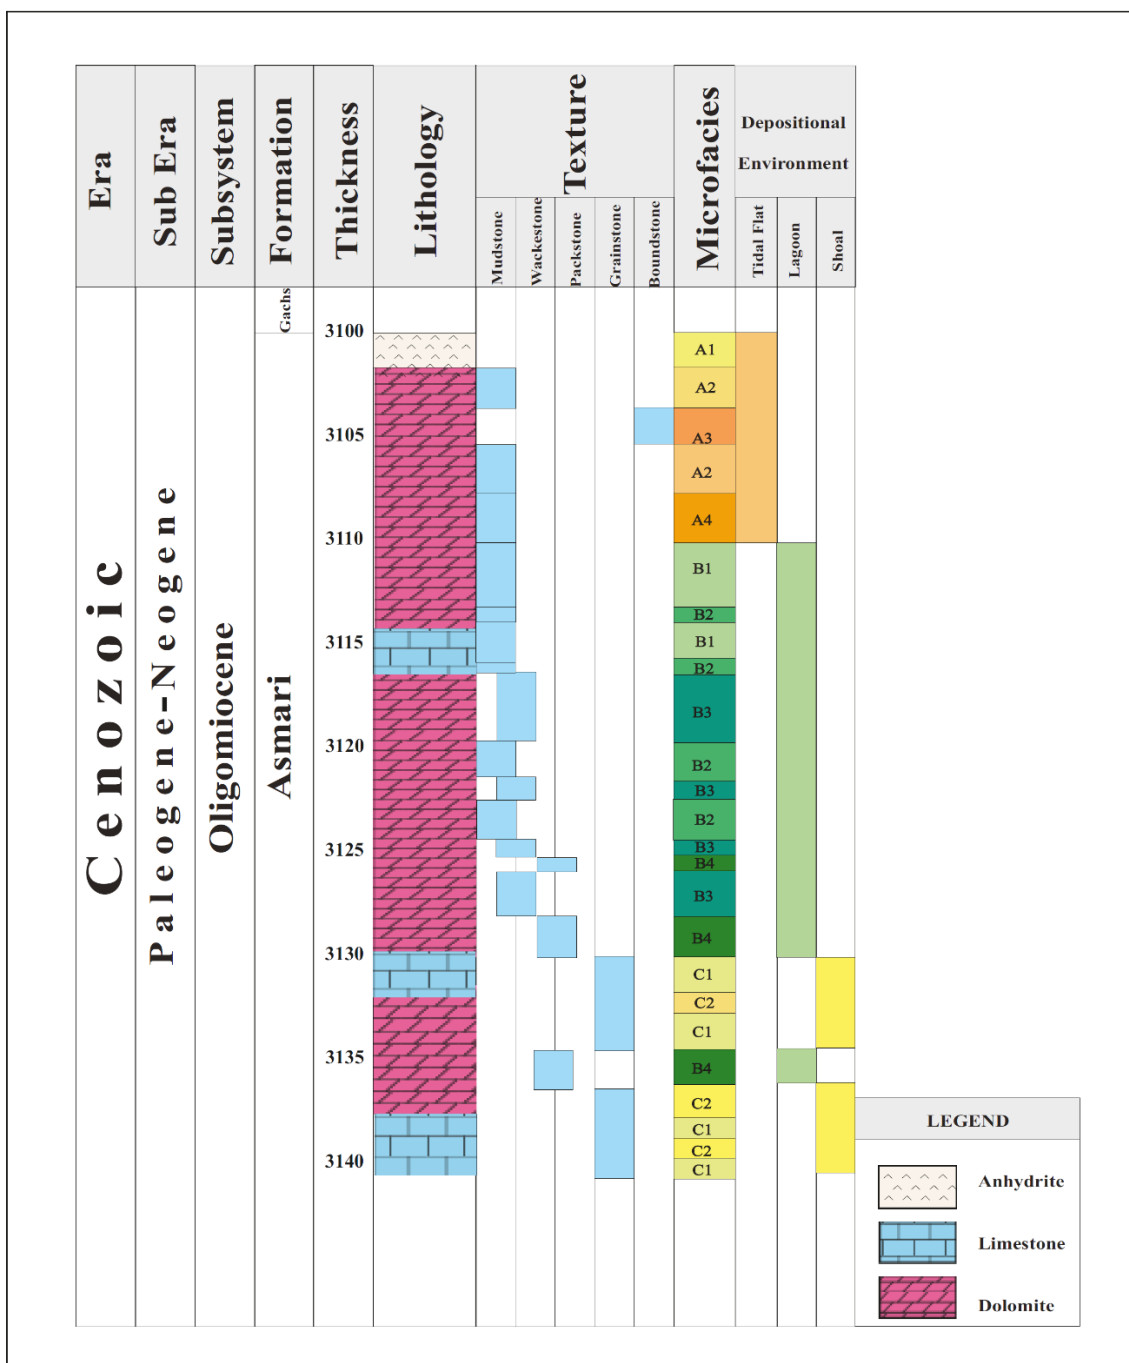 Era
Sub Era
Subsystem
Formation
Thickness
Lithology
Texture
Mudstone
Wackestone
Packstone
Grainstone
Boundstone
Microfacies
Depositional
Environment
Tidal Flat
Lagoon
Shoal
Cenozoic
Paleogene-Neogene
Oligomiocene
Gachs
Asmari
3100
3105
3110
3115
3120
3125
3130
3135
3140
A1
A2
A3
A2
A4
B1
B2
B1
B2
B3
B2
B3
B2
B3
B4
B3
B4
C1
C2
C1
B4
C2
C1
C2
C1
LEGEND
Anhydrite
Limestone
Dolomite